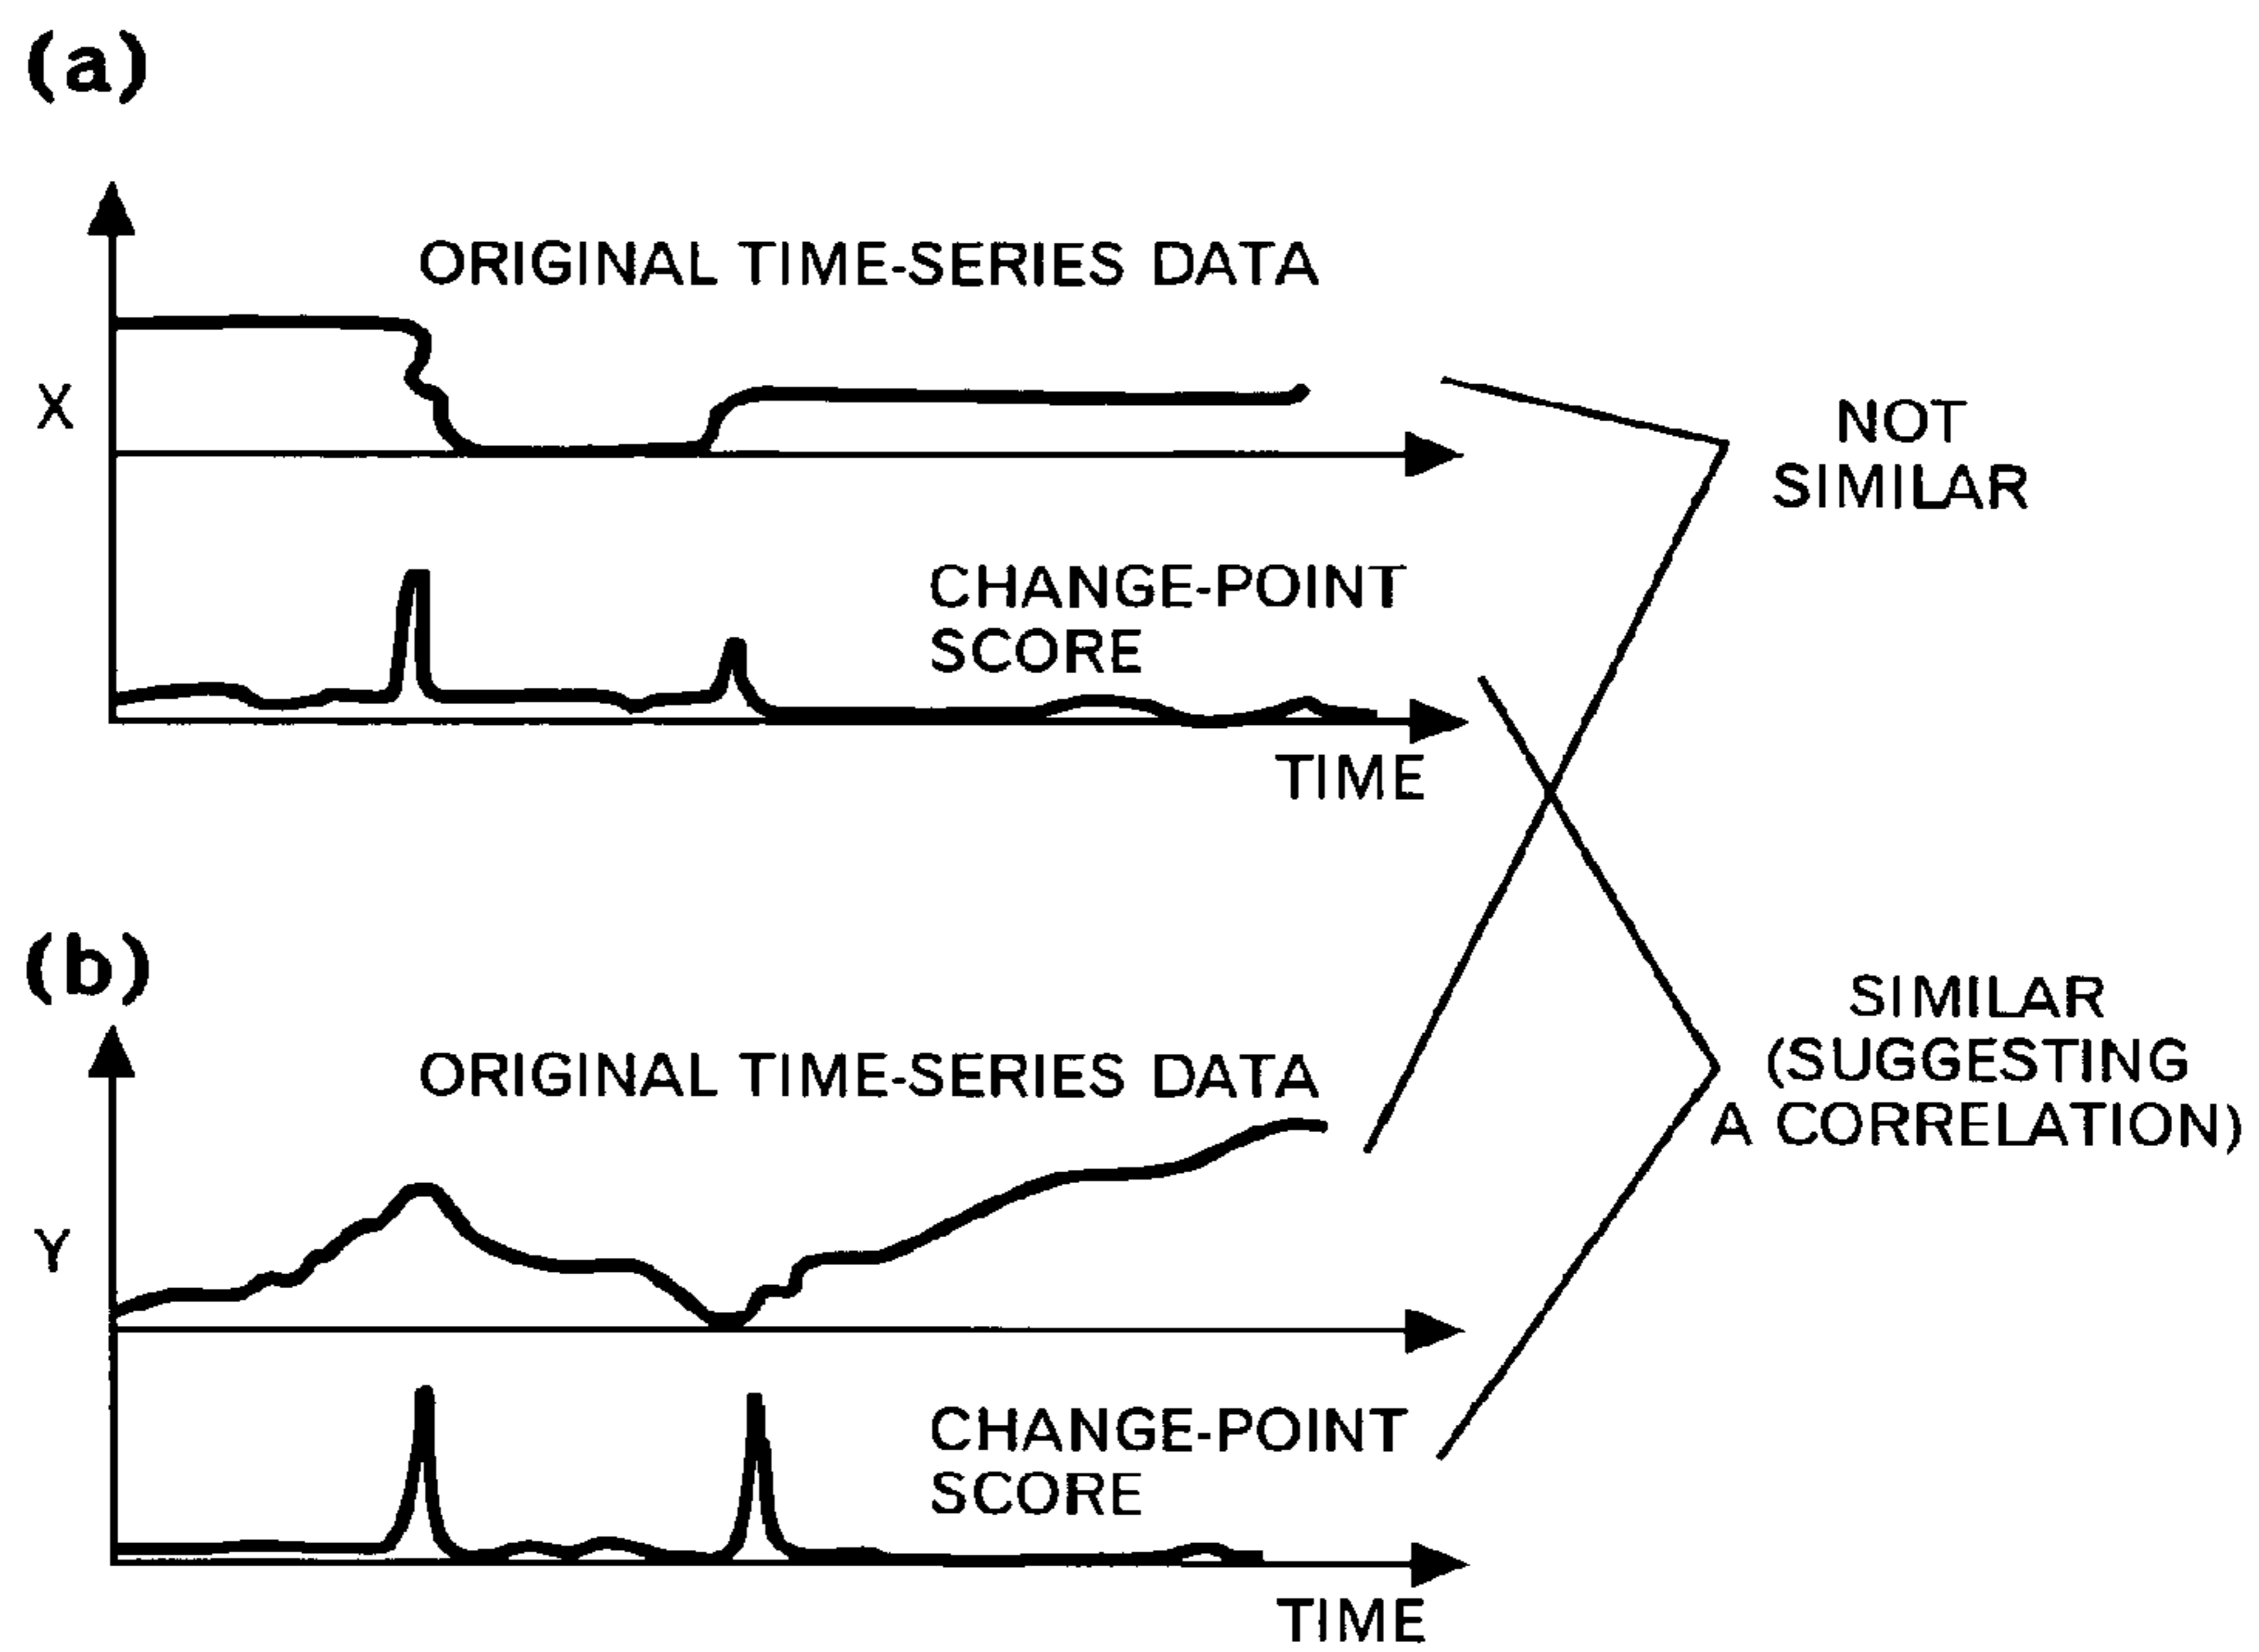 (a)
ORIGINAL TIME-SERIES DATA
X
NOT
SIMILAR
CHANGE-POINT
SCORE
TIME
(b)
ORIGINAL TIME-SERIES DATA
Y
SIMILAR
(SUGGESTING
A CORRELATION)
CHANGE-POINT
SCORE
TIME